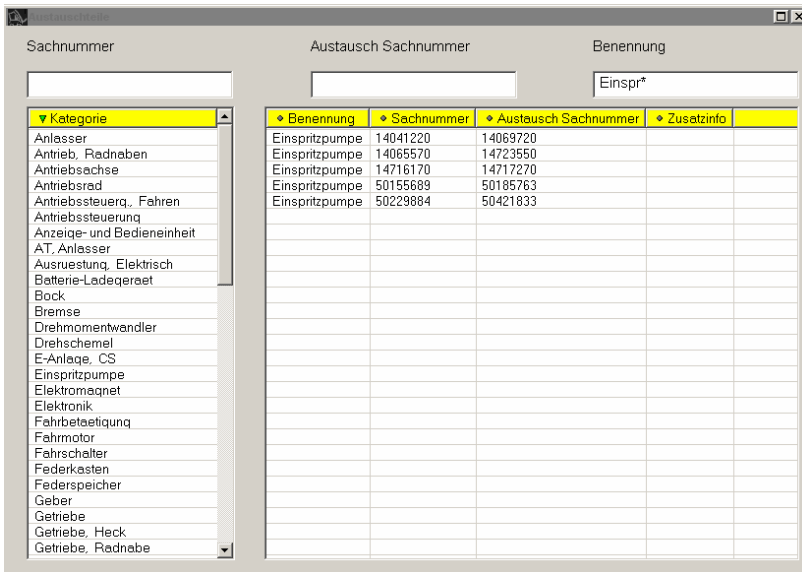 Austauschteile
Sachnummer Austausch Sachnummer Benennung
Einspr*
Kategorie
Anlasser
Antrieb, Radnaben
Antriebsachse
Antriebsrad
Antriebssteuerg., Fahren
Antriebssteuerung
Anzeige- und Bedieneinheit
AT, Anlasser
Ausruestung, Elektrisch
Batterie-Ladegeraet
Bock
Bremse
Drehmomentwandler
Drehschemel
E-Anlage, CS
Einspritzpumpe
Elektromagnet
Elektronik
Fahrbetaetigung
Fahrmotor
Fahrschalter
Federkasten
Federspeicher
Geber
Getriebe
Getriebe, Heck
Getriebe, Radnabe
Benennung Sachnummer Austausch Sachnummer Zusatzinfo
Einspritzpumpe 14041220 14069720
Einspritzpumpe 14065570 14723550
Einspritzpumpe 14716170 14717270
Einspritzpumpe 50155689 50185763
Einspritzpumpe 50229884 50421833